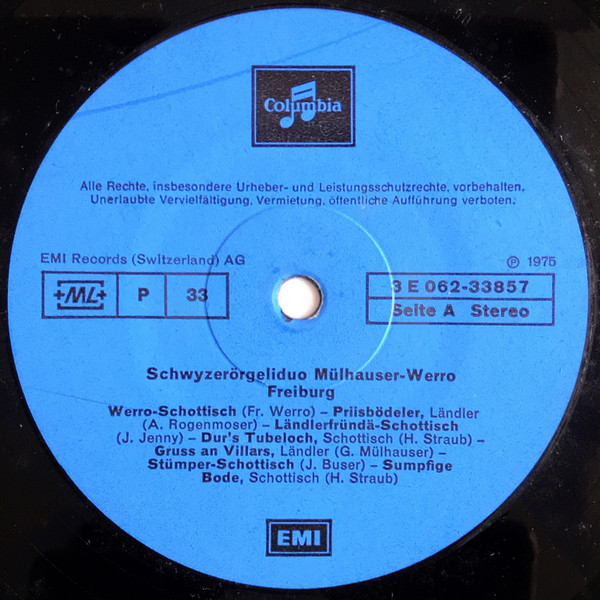 Columbia
Alle Rechte, insbesondere Urheber- und Leistungsschutzrechte, vorbehalten.
Unerlaubte Vervielfältigung, Vermietung, öffentliche Aufführung verboten.
EMI Records (Switzerland) AG
℗ 1975
+ML+ P 33
3 E 062-33857
Seite A Stereo
Schwyzerörgeliduo Mülhauser-Werro
Freiburg
Werro-Schottisch (Fr. Werro) – Priisbödeler, Ländler
(A. Rogenmoser) – Ländlerfründä-Schottisch
(J. Jenny) – Dur's Tubeloch, Schottisch (H. Straub) –
Gruss an Villars, Ländler (G. Mülhauser) –
Stümper-Schottisch (J. Buser) – Sumpfige
Bode, Schottisch (H. Straub)
EMI